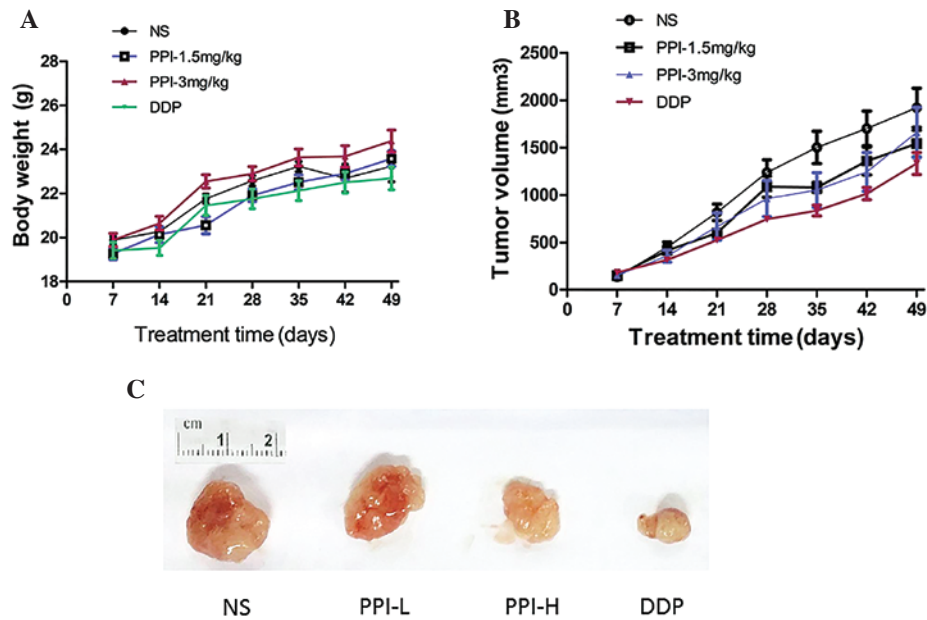 A
NS
PPI-1.5mg/kg
PPI-3mg/kg
DDP
Body weight (g)
28
26
24
22
20
18
0 7 14 21 28 35 42 49
Treatment time (days)
B
NS
PPI-1.5mg/kg
PPI-3mg/kg
DDP
Tumor volume (mm3)
2500
2000
1500
1000
500
0
0 7 14 21 28 35 42 49
Treatment time (days)
C
cm
1 2
NS PPI-L PPI-H DDP